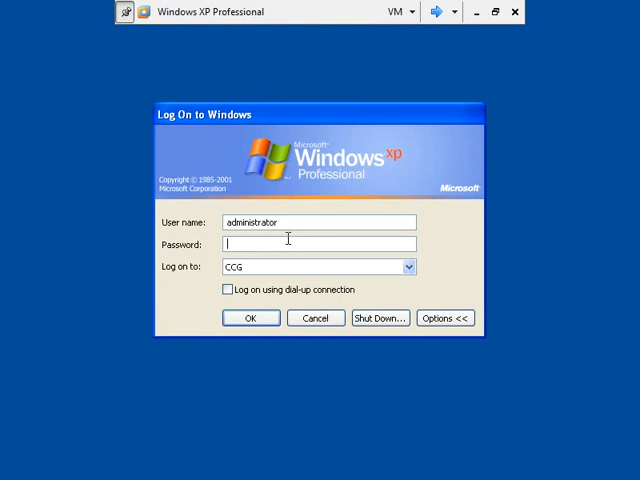 Windows XP Professional
VM
Log On to Windows
Microsoft®
Windows xp
Professional
Copyright © 1985-2001
Microsoft Corporation
Microsoft
User name: administrator
Password:
Log on to: CCG
Log on using dial-up connection
OK Cancel Shut Down... Options <<